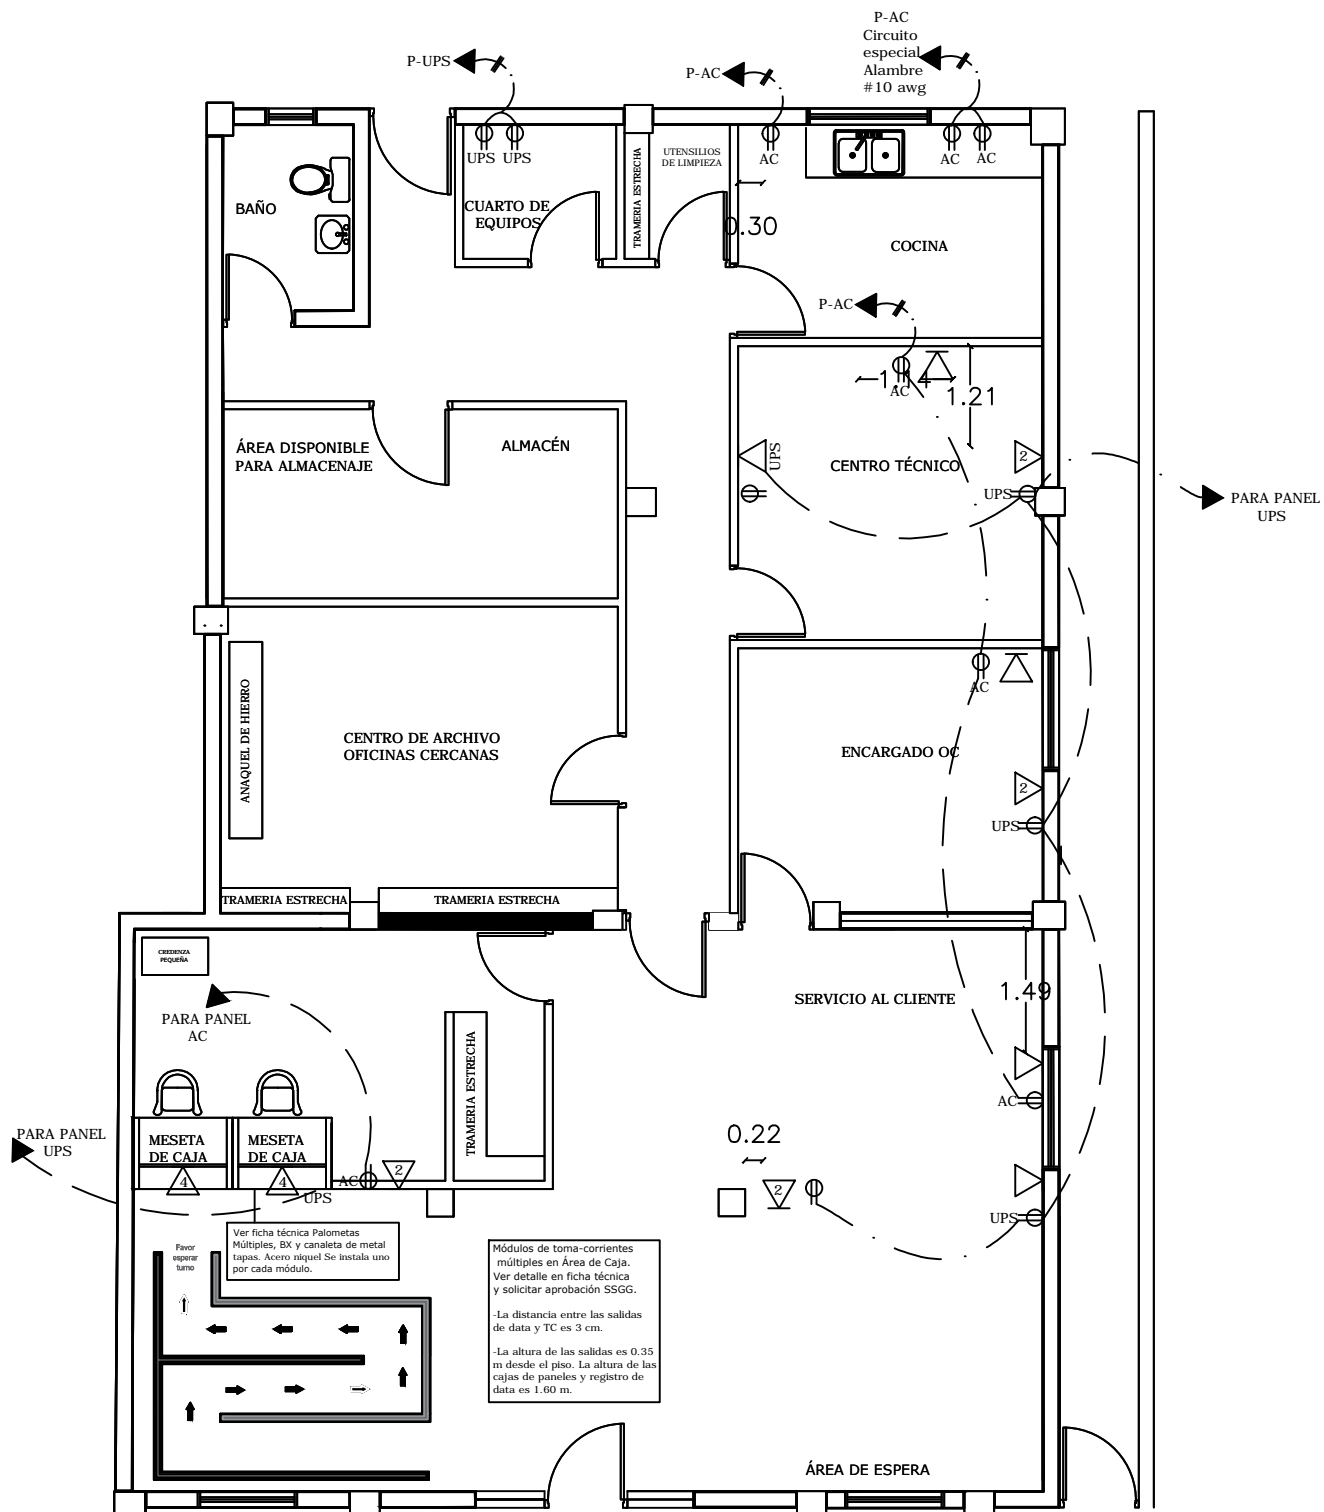 P-AC
Circuito
especial
Alambre
#10 awg
P-UPS
P-AC
UPS UPS
AC
AC AC
UTENSILIOS
DE LIMPIEZA
TRAMERIA ESTRECHA
BAÑO
CUARTO DE
EQUIPOS
0.30
COCINA
P-AC
AC
1.21
ÁREA DISPONIBLE
PARA ALMACENAJE
ALMACÉN
UPS
CENTRO TÉCNICO
2
UPS
PARA PANEL
UPS
AC
ANAQUEL DE HIERRO
CENTRO DE ARCHIVO
OFICINAS CERCANAS
ENCARGADO OC
2
UPS
TRAMERIA ESTRECHA
TRAMERIA ESTRECHA
CREDENZA
PEQUEÑA
SERVICIO AL CLIENTE
1.49
PARA PANEL
AC
TRAMERIA ESTRECHA
AC
PARA PANEL
UPS
MESETA
DE CAJA
MESETA
DE CAJA
0.22
4
4
UPS
AC
2
2
UPS
Ver ficha técnica Palometas
Múltiples, BX y canaleta de metal
tapas. Acero niquel Se instala uno
por cada módulo.
Favor
esperar
turno
Módulos de toma-corrientes
múltiples en Área de Caja.
Ver detalle en ficha técnica
y solicitar aprobación SSGG.
-La distancia entre las salidas
de data y TC es 3 cm.
-La altura de las salidas es 0.35
m desde el piso. La altura de las
cajas de paneles y registro de
data es 1.60 m.
ÁREA DE ESPERA